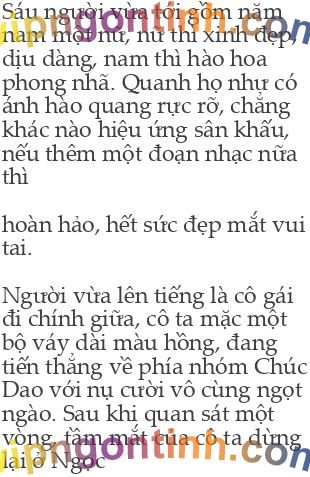 Sáu người vừa tới gồm năm
nam một nữ, nữ thì xinh đẹp,
dịu dàng, nam thì hào hoa
phong nhã. Quanh họ như có
ánh hào quang rực rỡ, chẳng
khác nào hiệu ứng sân khấu,
nếu thêm một đoạn nhạc nữa
thì
hoàn hảo, hết sức đẹp mắt vui
tai.
Người vừa lên tiếng là cô gái
đi chính giữa, cô ta mặc một
bộ váy dài màu hồng, đang
tiến thẳng về phía nhóm Chúc
Dao với nụ cười vô cùng ngọt
ngào. Sau khi quan sát một
vòng, tầm mắt của cô ta dừng
lại ở Ngọc